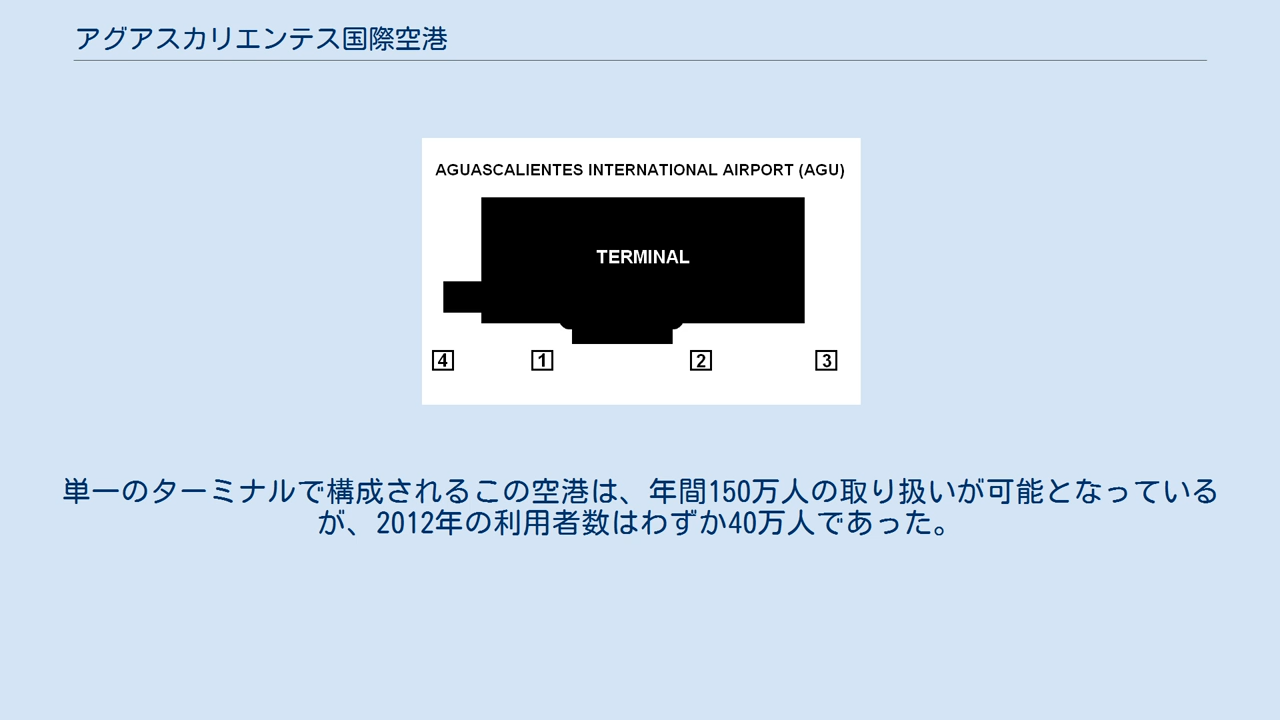 アグアスカリエンテス国際空港
AGUASCALIENTES INTERNATIONAL AIRPORT (AGU)
TERMINAL
4 1 2 3
単一のターミナルで構成されるこの空港は、年間150万人の取り扱いが可能となっている
が、2012年の利用者数はわずか40万人であった。